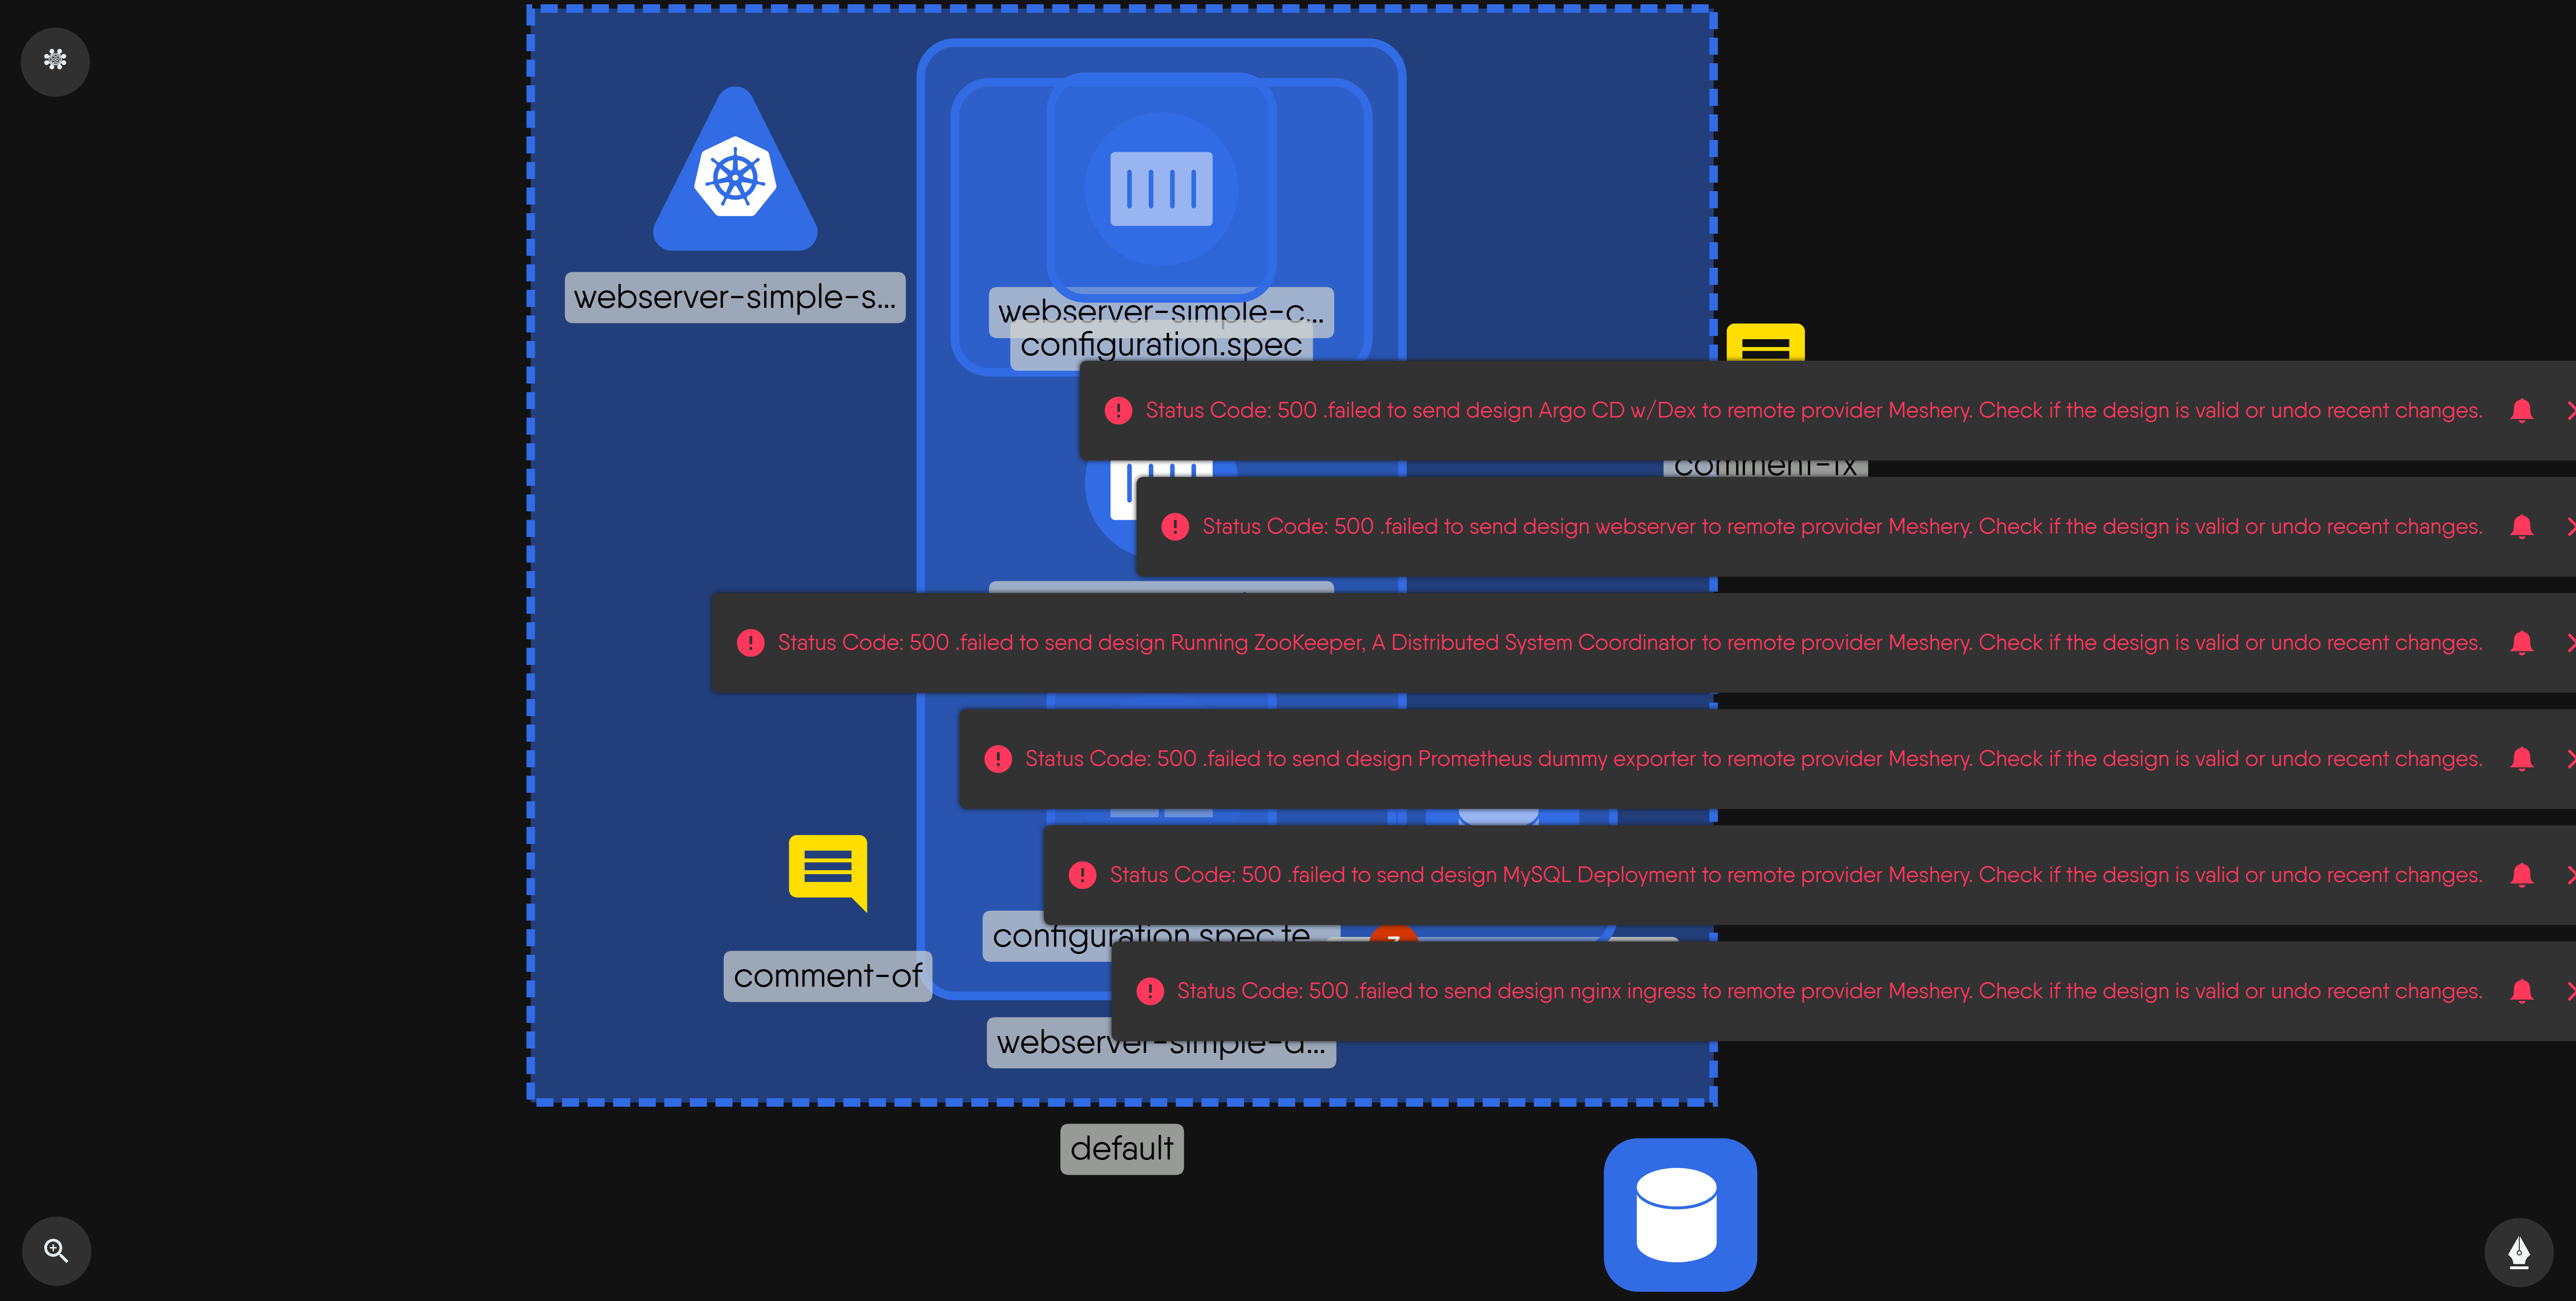 webserver-simple-s...
webserver-simple-c...
configuration.spec
Status Code: 500 .failed to send design Argo CD w/Dex to remote provider Meshery. Check if the design is valid or undo recent changes.
comment-fx
Status Code: 500 .failed to send design webserver to remote provider Meshery. Check if the design is valid or undo recent changes.
Status Code: 500 .failed to send design Running ZooKeeper, A Distributed System Coordinator to remote provider Meshery. Check if the design is valid or undo recent changes.
Status Code: 500 .failed to send design Prometheus dummy exporter to remote provider Meshery. Check if the design is valid or undo recent changes.
Status Code: 500 .failed to send design MySQL Deployment to remote provider Meshery. Check if the design is valid or undo recent changes.
configuration.spec.te
comment-of
Status Code: 500 .failed to send design nginx ingress to remote provider Meshery. Check if the design is valid or undo recent changes.
webserver-simple-d...
default